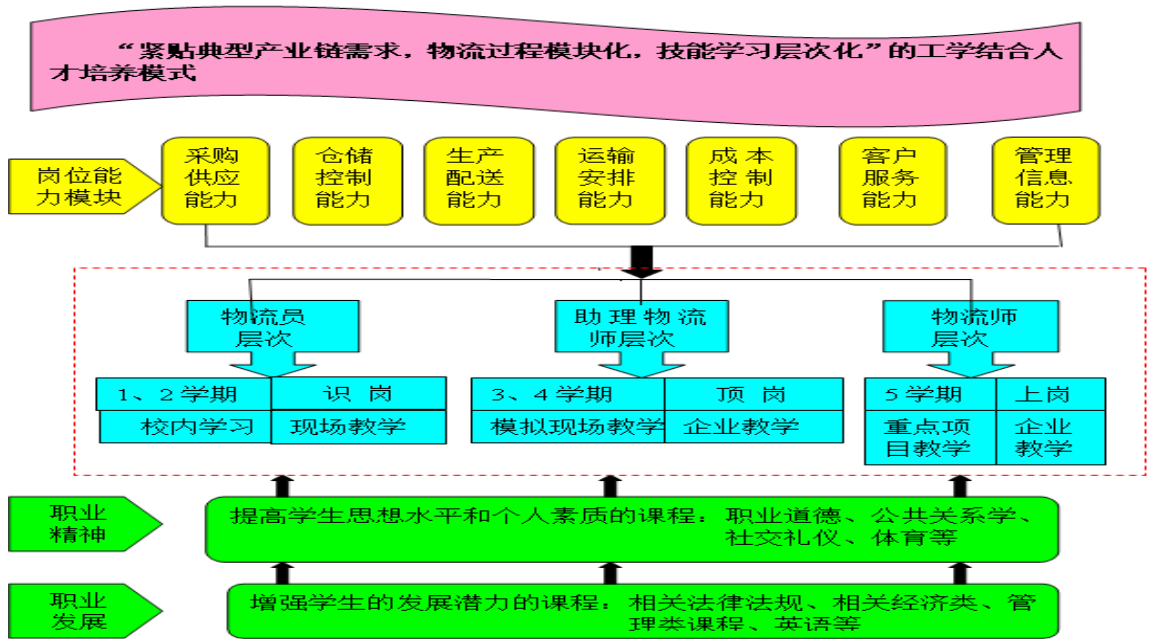 “紧贴典型产业链需求，物流过程模块化，技能学习层次化”的工学结合人
才培养模式
岗位能
力模块
采购
供应
能力
仓储
控制
能力
生产
配送
能力
运输
安排
能力
成本
控制
能力
客户
服务
能力
管理
信息
能力
物流员
层次
助理物流
师层次
物流师
层次
1、2学期
识岗
校内学习
现场教学
3、4学期
顶岗
模拟现场教学
企业教学
5学期
上岗
重点项
目教学
企业
教学
职业
精神
提高学生思想水平和个人素质的课程：职业道德、公共关系学、
社交礼仪、体育等
职业
发展
增强学生的发展潜力的课程：相关法律法规、相关经济类、管
理类课程、英语等